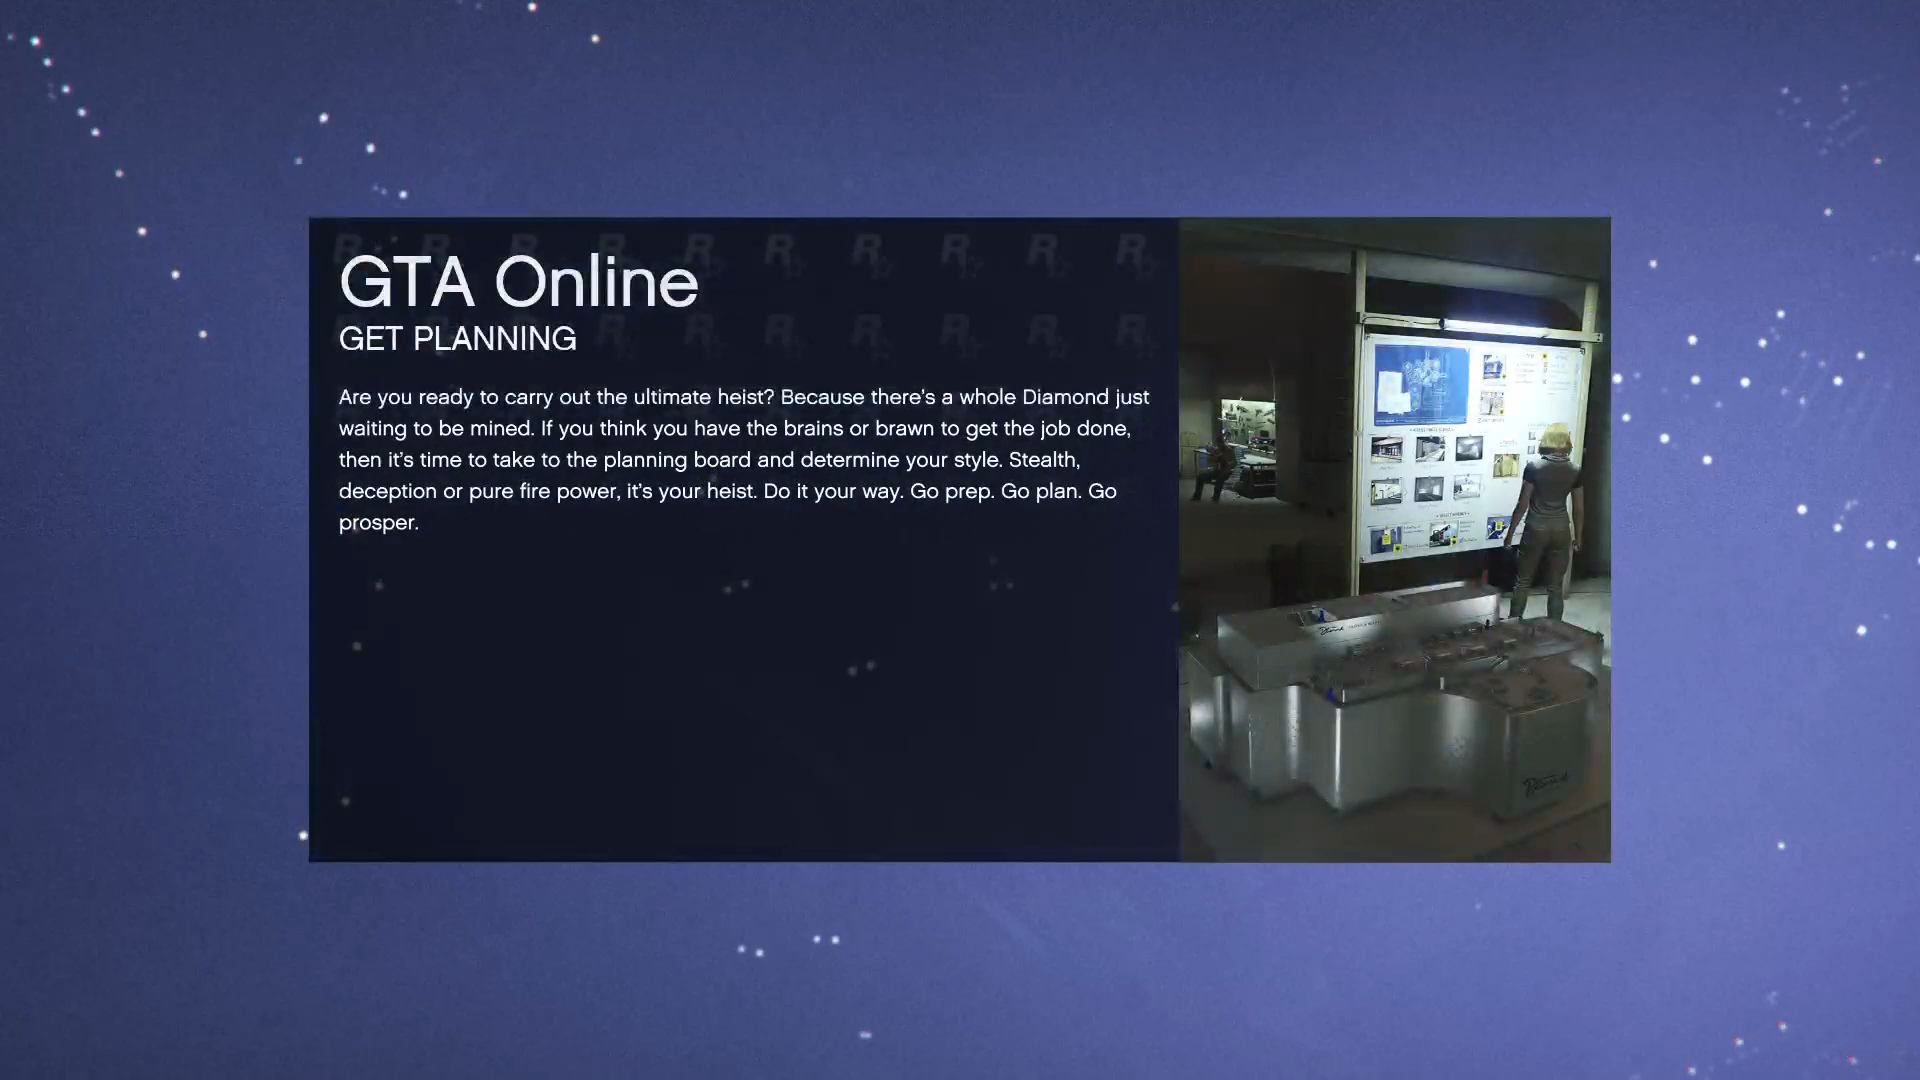 GTA Online
GET PLANNING
Are you ready to carry out the ultimate heist? Because there's a whole Diamond just
waiting to be mined. If you think you have the brains or brawn to get the job done,
then it's time to take to the planning board and determine your style. Stealth,
deception or pure fire power, it's your heist. Do it your way. Go prep. Go plan. Go
prosper.